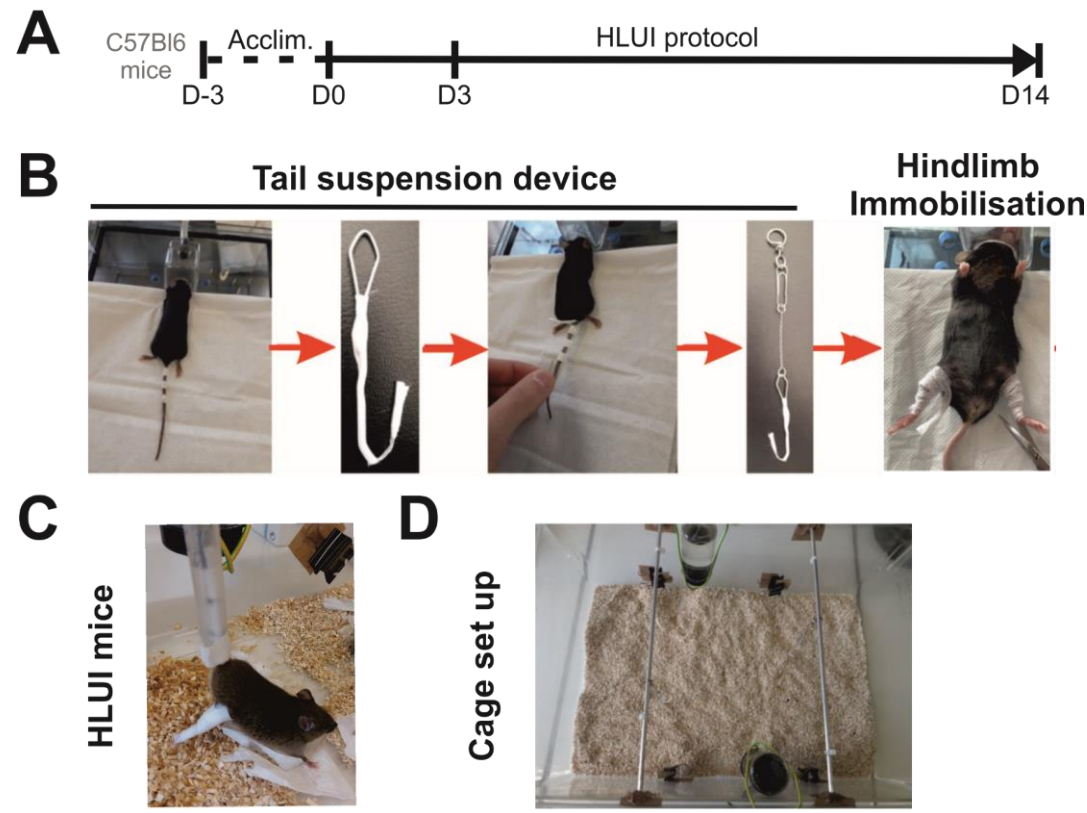 A
C57Bl6
mice
Acclim.
HLUI protocol
D-3
D0
D3
D14
B
Tail suspension device
Hindlimb
Immobilisation
C
HLUI mice
D
Cage set up